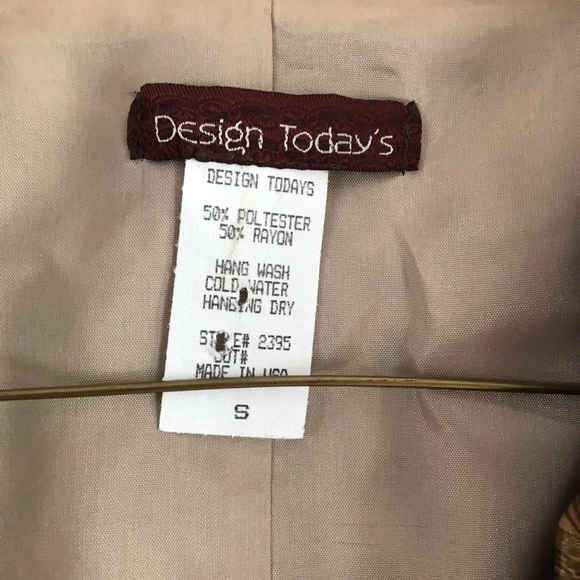 Design Today's
DESIGN TODAYS
50% POLTESTER
50% RAYON
HANG WASH
COLD WATER
HANGING DRY
STYLE# 2395
CUT#
MADE IN USA
S